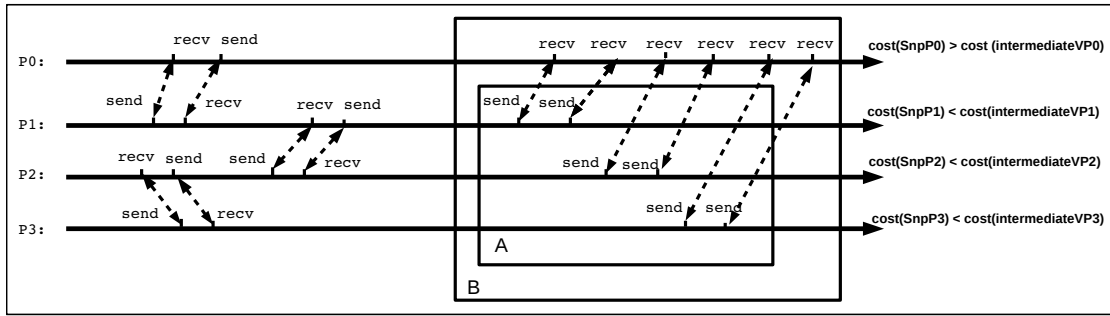 recv send recv recv recv recv recv recv cost(SnpP0) > cost (intermediateVP0)
P0:
send recv recv send send send cost(SnpP1) < cost(intermediateVP1)
P1:
recv send send recv send send cost(SnpP2) < cost(intermediateVP2)
P2:
send recv send send cost(SnpP3) < cost(intermediateVP3)
P3:
A
B